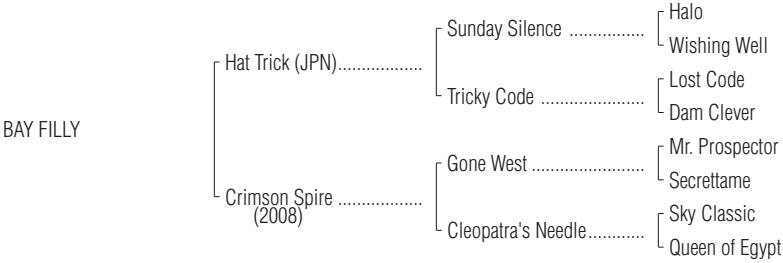 Halo
Sunday Silence ................
Wishing Well
Hat Trick (JPN)..................
Lost Code
Tricky Code ......................
Dam Clever
BAY FILLY
Mr. Prospector
Gone West ........................
Secrettame
Crimson Spire ..................
(2008)
Sky Classic
Cleopatra's Needle............
Queen of Egypt